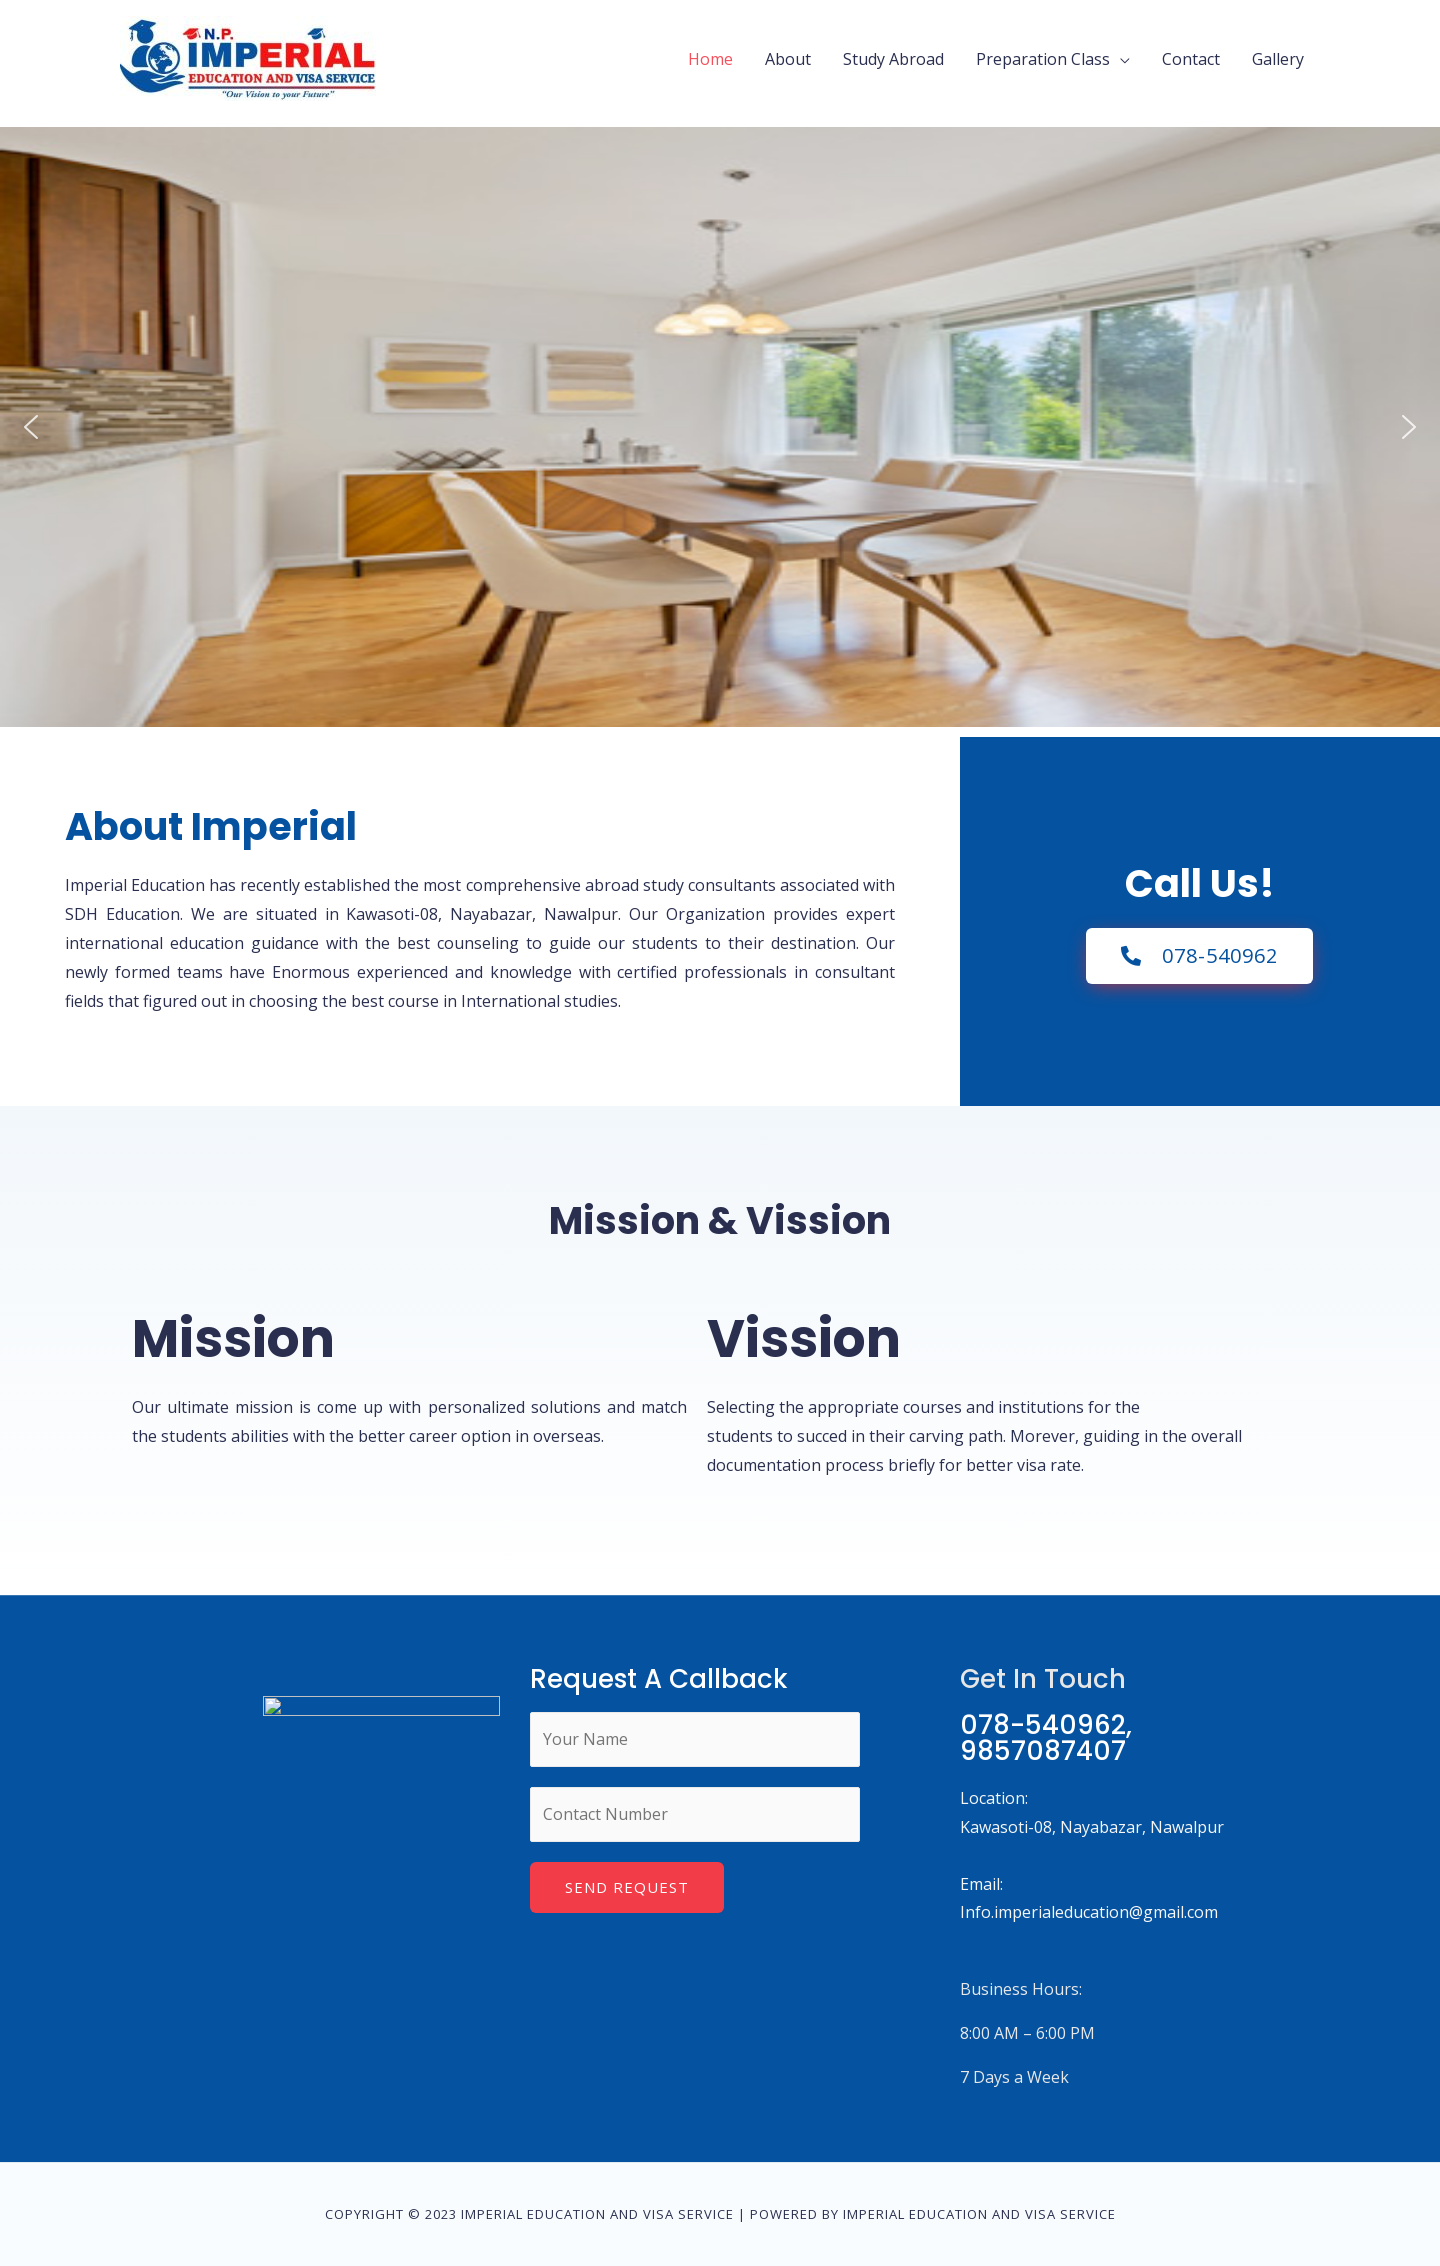 N.P.
IMPERIAL
EDUCATION AND VISA SERVICE
"Our Vision to your Future"
Home
About
Study Abroad
Preparation Class
Contact
Gallery
About Imperial
Imperial Education has recently established the most comprehensive abroad study consultants associated with
SDH Education. We are situated in Kawasoti-08, Nayabazar, Nawalpur. Our Organization provides expert
international education guidance with the best counseling to guide our students to their destination. Our
newly formed teams have Enormous experienced and knowledge with certified professionals in consultant
fields that figured out in choosing the best course in International studies.
Call Us!
078-540962
Mission & Vission
Mission
Our ultimate mission is come up with personalized solutions and match
the students abilities with the better career option in overseas.
Vission
Selecting the appropriate courses and institutions for the
students to succed in their carving path. Morever, guiding in the overall
documentation process briefly for better visa rate.
Request A Callback
Your Name
Contact Number
SEND REQUEST
Get In Touch
078-540962,
9857087407
Location:
Kawasoti-08, Nayabazar, Nawalpur
Email:
Info.imperialeducation@gmail.com
Business Hours:
8:00 AM – 6:00 PM
7 Days a Week
COPYRIGHT © 2023 IMPERIAL EDUCATION AND VISA SERVICE | POWERED BY IMPERIAL EDUCATION AND VISA SERVICE